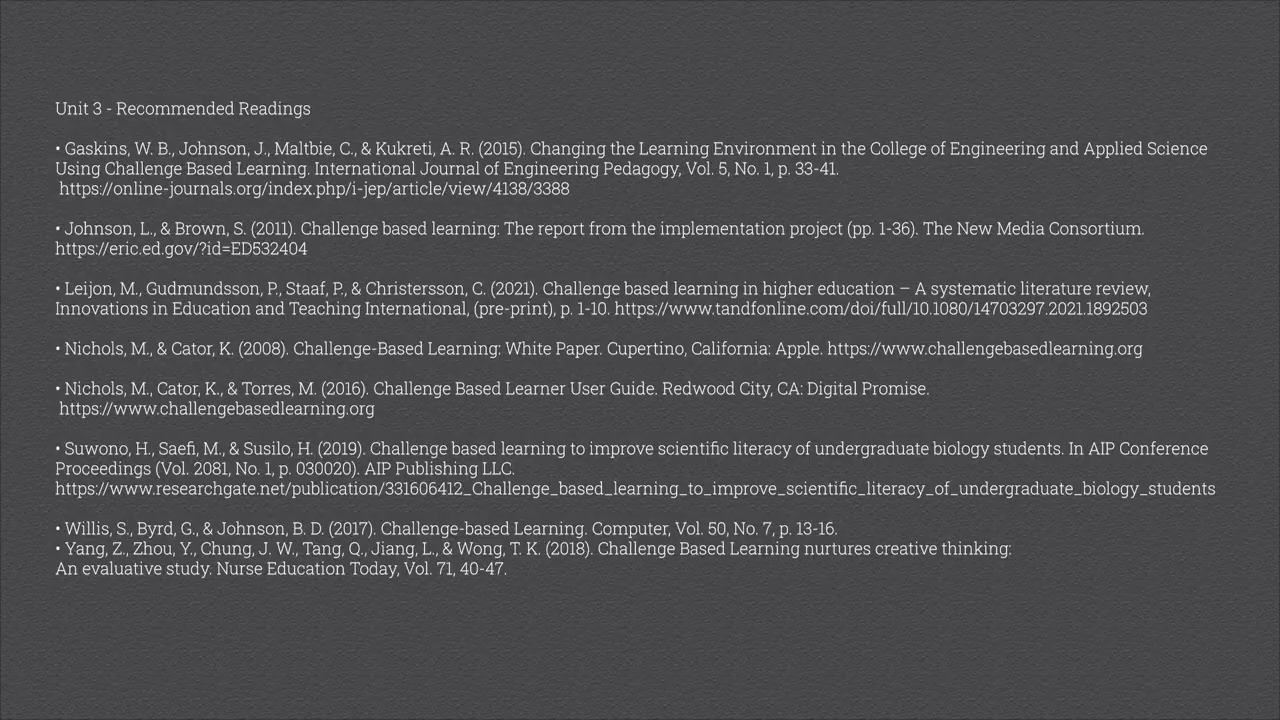 Unit 3 - Recommended Readings
• Gaskins, W. B., Johnson, J., Maltbie, C., & Kukreti, A. R. (2015). Changing the Learning Environment in the College of Engineering and Applied Science
Using Challenge Based Learning. International Journal of Engineering Pedagogy, Vol. 5, No. 1, p. 33-41.
https://online-journals.org/index.php/i-jep/article/view/4138/3388
• Johnson, L., & Brown, S. (2011). Challenge based learning: The report from the implementation project (pp. 1-36). The New Media Consortium.
https://eric.ed.gov/?id=ED532404
• Leijon, M., Gudmundsson, P., Staaf, P., & Christersson, C. (2021). Challenge based learning in higher education – A systematic literature review,
Innovations in Education and Teaching International, (pre-print), p. 1-10. https://www.tandfonline.com/doi/full/10.1080/14703297.2021.1892503
• Nichols, M., & Cator, K. (2008). Challenge-Based Learning: White Paper. Cupertino, California: Apple. https://www.challengebasedlearning.org
• Nichols, M., Cator, K., & Torres, M. (2016). Challenge Based Learner User Guide. Redwood City, CA: Digital Promise.
https://www.challengebasedlearning.org
• Suwono, H., Saefi, M., & Susilo, H. (2019). Challenge based learning to improve scientific literacy of undergraduate biology students. In AIP Conference
Proceedings (Vol. 2081, No. 1, p. 030020). AIP Publishing LLC.
https://www.researchgate.net/publication/331606412_Challenge_based_learning_to_improve_scientific_literacy_of_undergraduate_biology_students
• Willis, S., Byrd, G., & Johnson, B. D. (2017). Challenge-based Learning. Computer, Vol. 50, No. 7, p. 13-16.
• Yang, Z., Zhou, Y., Chung, J. W., Tang, Q., Jiang, L., & Wong, T. K. (2018). Challenge Based Learning nurtures creative thinking:
An evaluative study. Nurse Education Today, Vol. 71, 40-47.